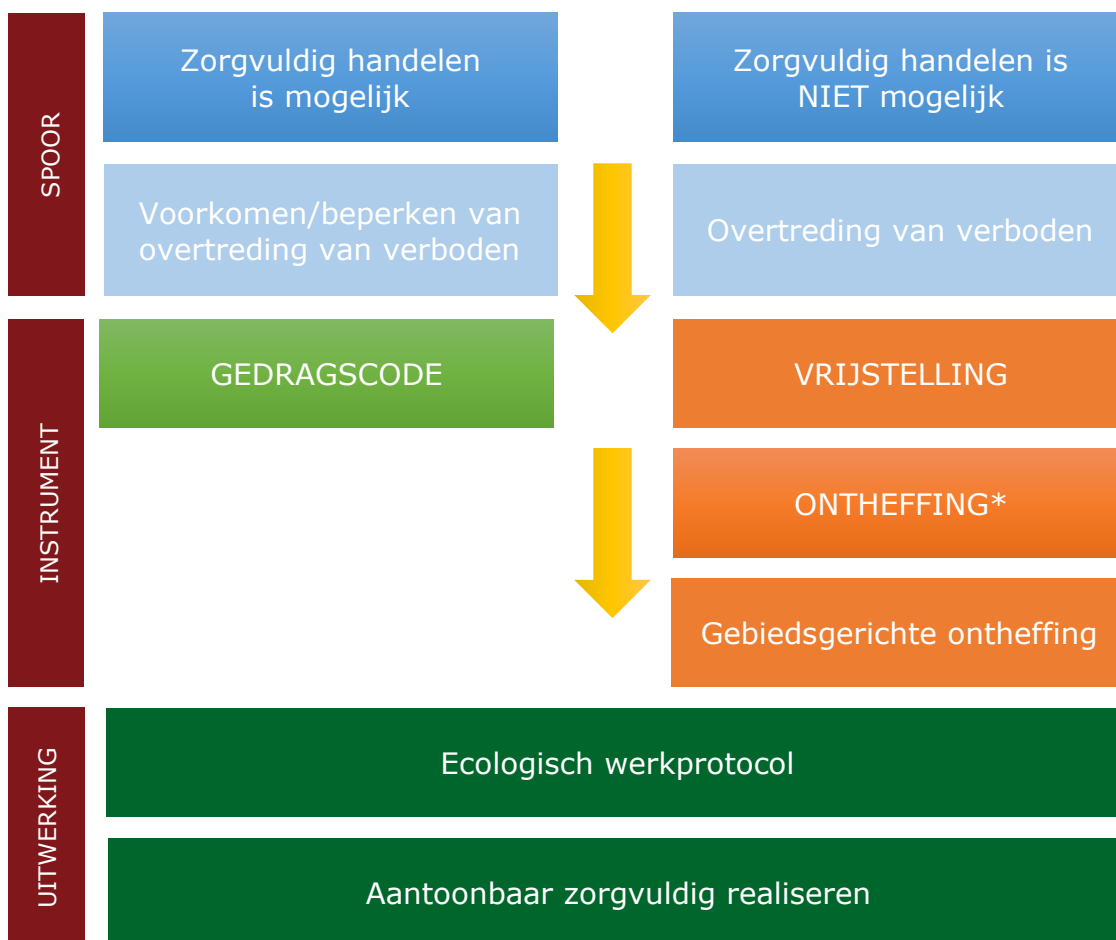 SPOOR
Zorgvuldig handelen
is mogelijk
Zorgvuldig handelen is
NIET mogelijk
Voorkomen/beperken van
overtreding van verboden
Overtreding van verboden
INSTRUMENT
GEDRAGSCODE
VRIJSTELLING
ONTHEFFING*
Gebiedsgerichte ontheffing
UITWERKING
Ecologisch werkprotocol
Aantoonbaar zorgvuldig realiseren